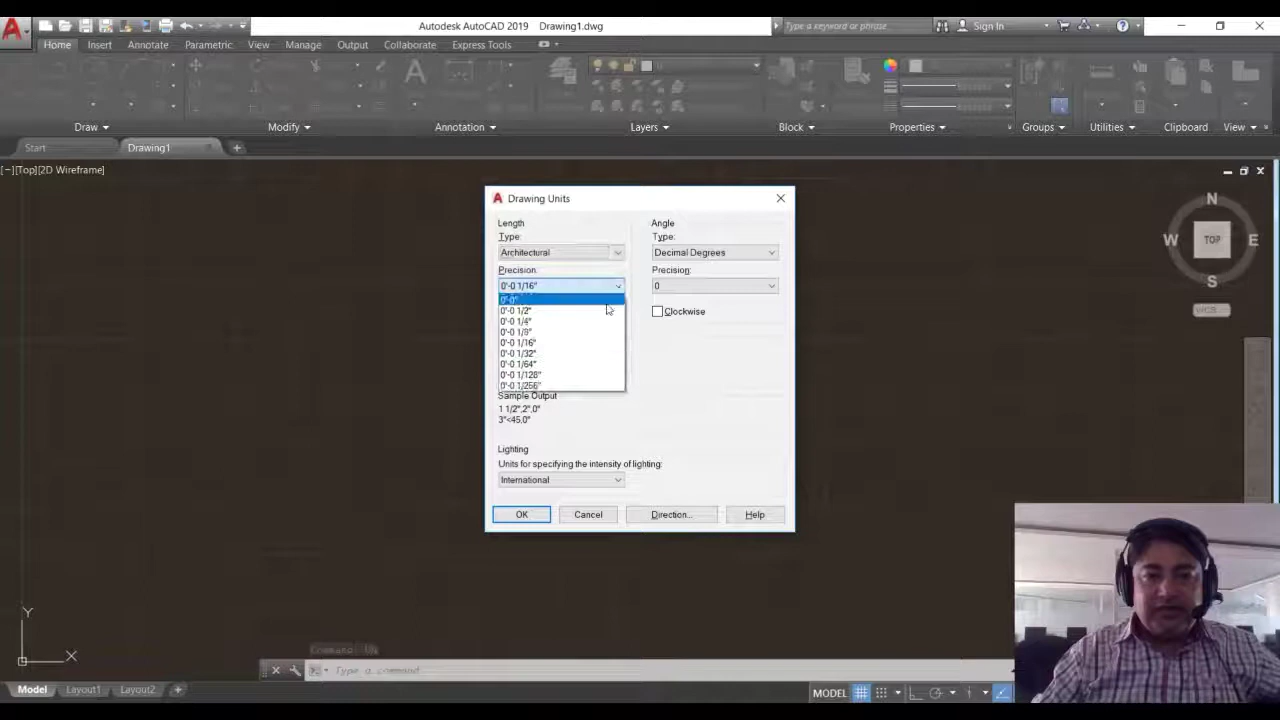 Autodesk AutoCAD 2019 Drawing1.dwg
Type a keyword or phrase
Sign In
Home Insert Annotate Parametric View Manage Output Collaborate Express Tools
Draw Modify Annotation Layers Block Properties Groups Utilities Clipboard View
Start Drawing1
[−][Top][2D Wireframe]
Drawing Units
Length
Type:
Architectural
Precision:
0'-0 1/16"
0'-0"
0'-0 1/2"
0'-0 1/4"
0'-0 1/8"
0'-0 1/16"
0'-0 1/32"
0'-0 1/64"
0'-0 1/128"
0'-0 1/256"
Angle
Type:
Decimal Degrees
Precision:
0
Clockwise
Sample Output
1 1/2",2",0"
3"<45,0"
Lighting
Units for specifying the intensity of lighting:
International
OK Cancel Direction... Help
N
W TOP E
S
WCS
Y
X
Command: UN
Type a command
Model Layout1 Layout2
MODEL